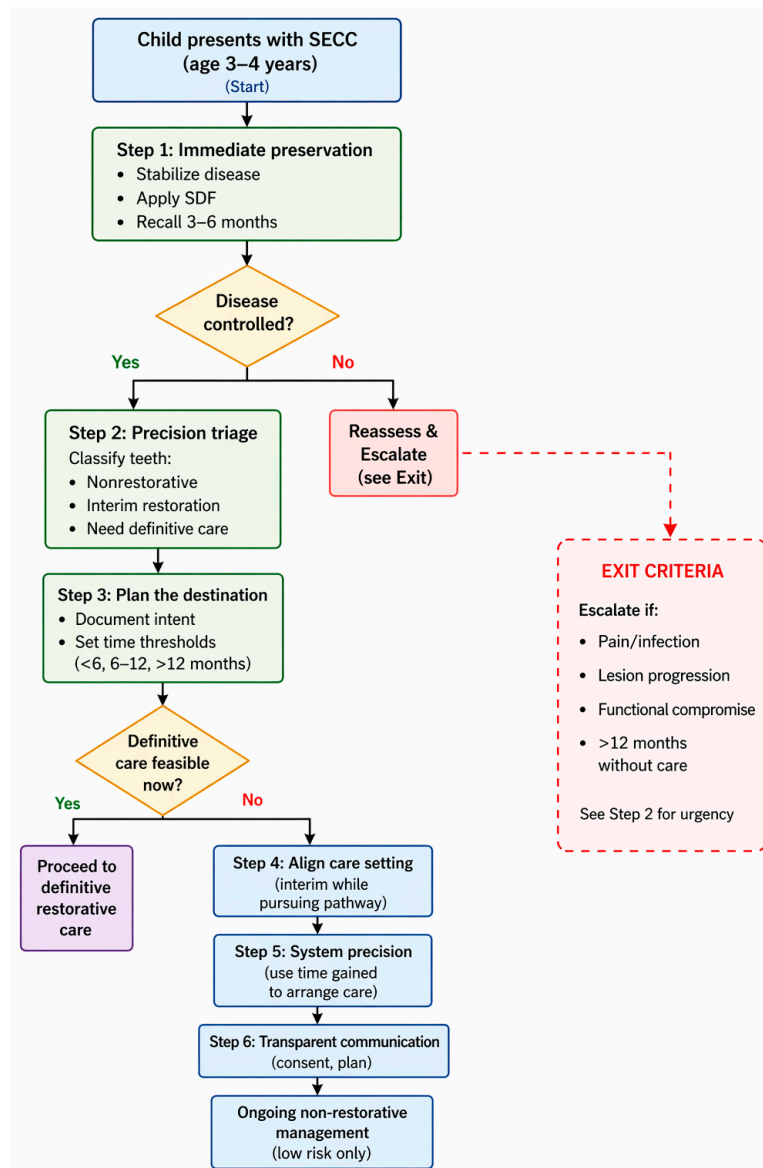 Child presents with SECC
(age 3–4 years)
(Start)
Step 1: Immediate preservation
• Stabilize disease
• Apply SDF
• Recall 3–6 months
Disease
controlled?
Yes
No
Step 2: Precision triage
Classify teeth:
• Nonrestorative
• Interim restoration
• Need definitive care
Reassess &
Escalate
(see Exit)
Step 3: Plan the destination
• Document intent
• Set time thresholds
(<6, 6–12, >12 months)
EXIT CRITERIA
Escalate if:
• Pain/infection
• Lesion progression
• Functional compromise
• >12 months
without care
See Step 2 for urgency
Definitive
care feasible
now?
Yes
No
Proceed to
definitive
restorative
care
Step 4: Align care setting
(interim while
pursuing pathway)
Step 5: System precision
(use time gained
to arrange care)
Step 6: Transparent communication
(consent, plan)
Ongoing non-restorative
management
(low risk only)